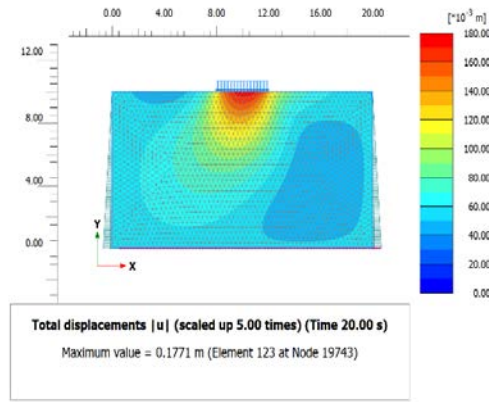 0.00 4.00 8.00 12.00 16.00 20.00
[*10⁻³ m]
12.00
8.00
4.00
0.00
Y
X
180.00
160.00
140.00
120.00
100.00
80.00
60.00
40.00
20.00
0.00
Total displacements |u| (scaled up 5.00 times) (Time 20.00 s)
Maximum value = 0.1771 m (Element 123 at Node 19743)